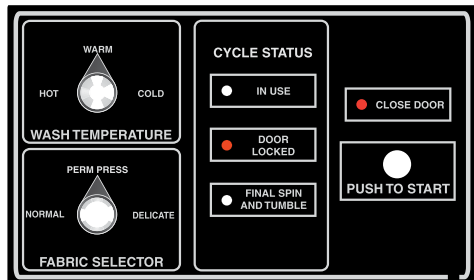 WARM
HOT
COLD
WASH TEMPERATURE
PERM PRESS
NORMAL
DELICATE
FABRIC SELECTOR
CYCLE STATUS
IN USE
DOOR
LOCKED
FINAL SPIN
AND TUMBLE
CLOSE DOOR
PUSH TO START